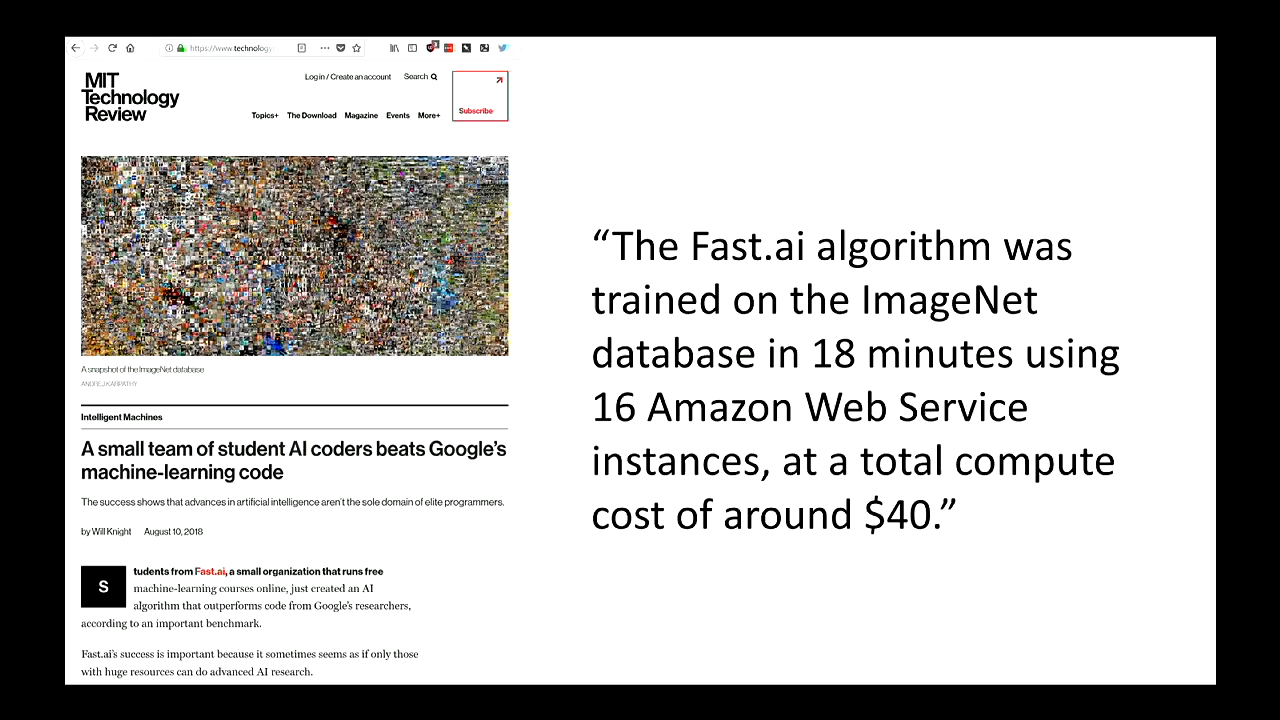 https://www.technology
MIT
Technology
Review
Log in / Create an account
Search
Subscribe
Topics+
The Download
Magazine
Events
More+
A snapshot of the ImageNet database
ANDREJ KARPATHY
Intelligent Machines
A small team of student AI coders beats Google’s
machine-learning code
The success shows that advances in artificial intelligence aren’t the sole domain of elite programmers.
by Will Knight August 10, 2018
Students from Fast.ai, a small organization that runs free
machine-learning courses online, just created an AI
algorithm that outperforms code from Google’s researchers,
according to an important benchmark.
Fast.ai’s success is important because it sometimes seems as if only those
with huge resources can do advanced AI research.
“The Fast.ai algorithm was
trained on the ImageNet
database in 18 minutes using
16 Amazon Web Service
instances, at a total compute
cost of around $40.”